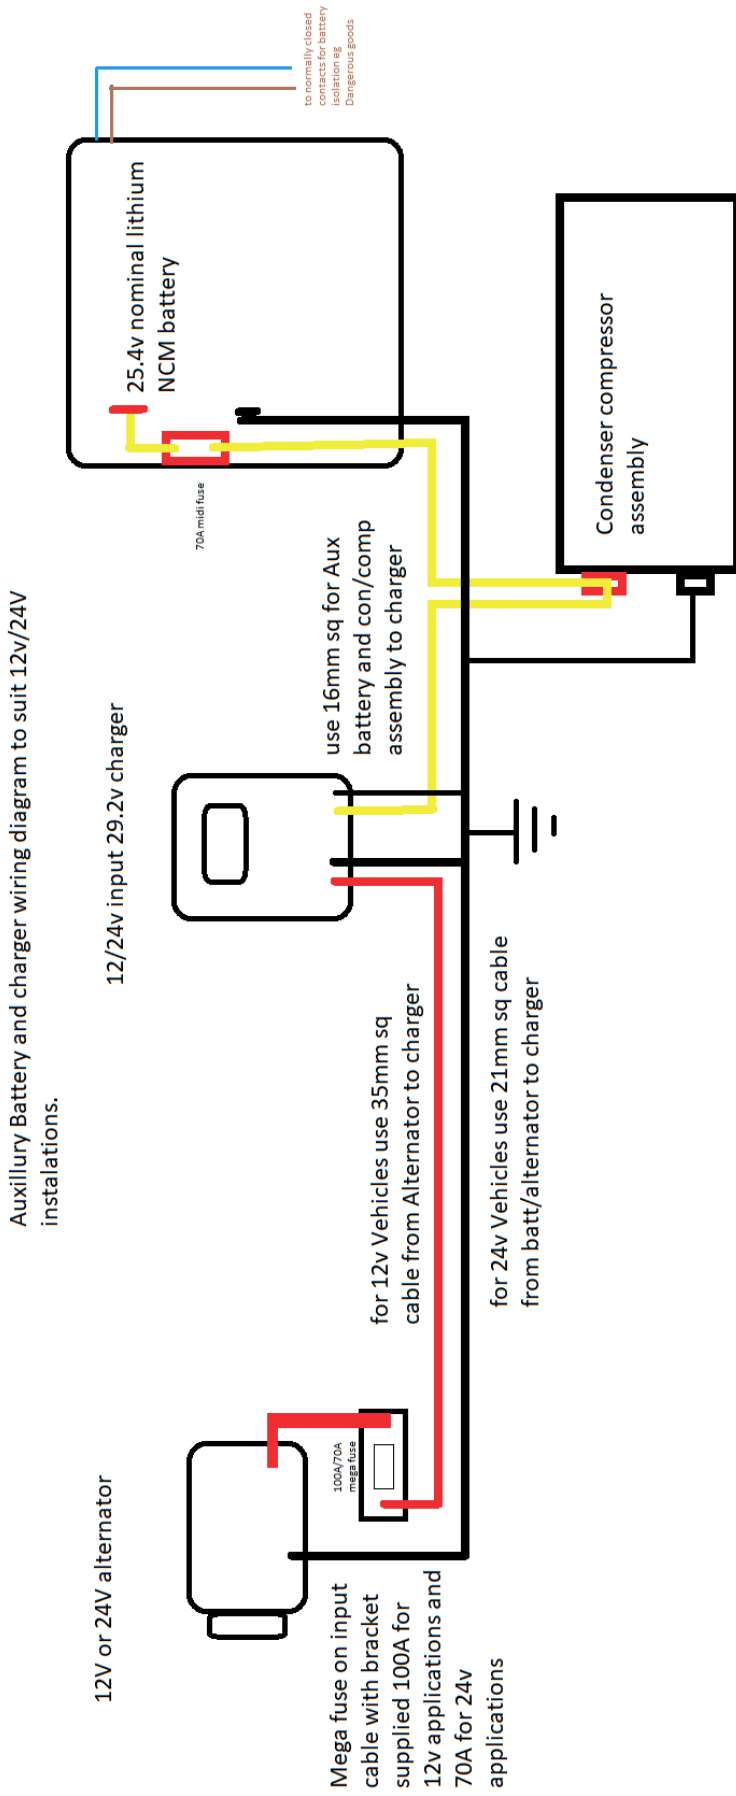 Auxillury Battery and charger wiring diagram to suit 12v/24V
instalations.
12V or 24V alternator
12/24v input 29.2v charger
25.4v nominal lithium
NCM battery
to normally closed
contacts for battery
isolation eg
Dangerous goods
70A midi fuse
100A/70A
mega fuse
Mega fuse on input
cable with bracket
supplied 100A for
12v applications and
70A for 24v
applications
for 12v Vehicles use 35mm sq
cable from Alternator to charger
use 16mm sq for Aux
battery and con/comp
assembly to charger
for 24v Vehicles use 21mm sq cable
from batt/alternator to charger
Condenser compressor
assembly